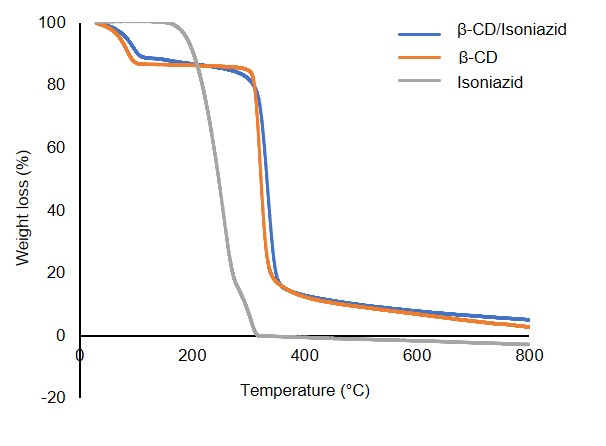 100
80
60
40
20
0
-20
Weight loss (%)
0 200 400 600 800
Temperature (°C)
β-CD/Isoniazid
β-CD
Isoniazid